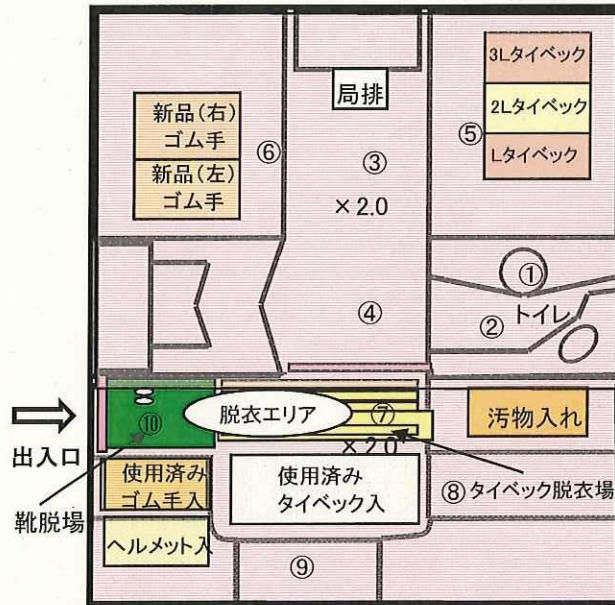 局排
3Lタイベック
2Lタイベック
Lタイベック
新品(右)
ゴム手
新品(左)
ゴム手
⑥
③
⑤
×2.0
①
トイレ
②
④
脱衣エリア
⑦
⑩
×2.0
汚物入れ
出入口
使用済み
ゴム手入
使用済み
タイベック入
⑧タイベック脱衣場
靴脱場
ヘルメット入
⑨